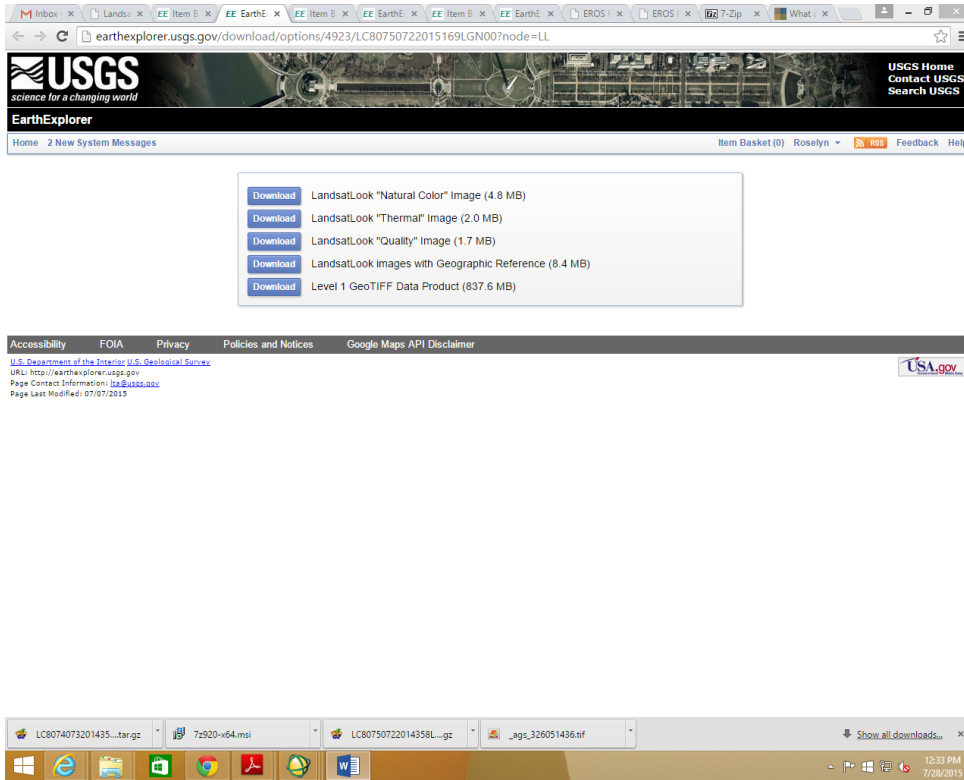 Inbox
Landsa
EE Item B
EE EarthE
EE Item B
EE EarthE
EE Item B
EE EarthE
EROS
EROS
7-Zip
What
earthexplorer.usgs.gov/download/options/4923/LC80750722015169LGN00?node=LL
USGS
science for a changing world
USGS Home
Contact USGS
Search USGS
EarthExplorer
Home 2 New System Messages
Item Basket (0) Roselyn RSS Feedback Help
Download LandsatLook "Natural Color" Image (4.8 MB)
Download LandsatLook "Thermal" Image (2.0 MB)
Download LandsatLook "Quality" Image (1.7 MB)
Download LandsatLook images with Geographic Reference (8.4 MB)
Download Level 1 GeoTIFF Data Product (837.6 MB)
Accessibility FOIA Privacy Policies and Notices Google Maps API Disclaimer
U.S. Department of the Interior U.S. Geological Survey
URL: http://earthexplorer.usgs.gov
Page Contact Information: lta@usgs.gov
Page Last Modified: 07/07/2015
USA.gov
LC8074073201435....tar.gz
7z920-x64.msi
LC80750722014358L....gz
_ags_326051436.tif
Show all downloads...
12:33 PM
7/28/2015